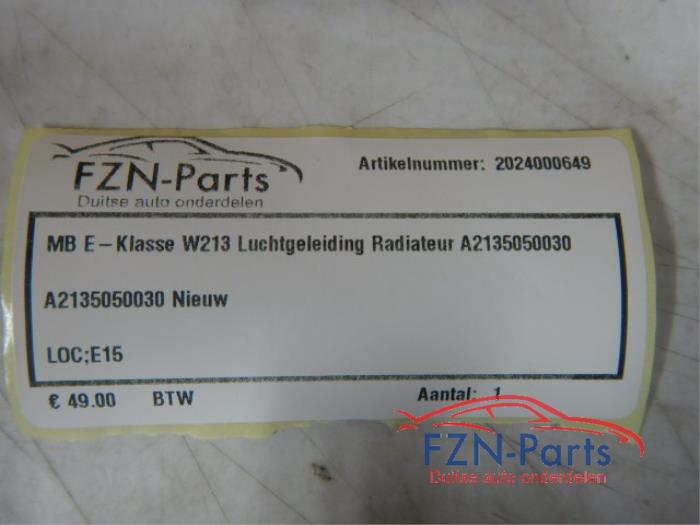 FZN-Parts
Duitse auto onderdelen
Artikelnummer: 2024000649
MB E-Klasse W213 Luchtgeleiding Radiateur A2135050030
A2135050030 Nieuw
LOC;E15
€ 49.00 BTW Aantal: 1
FZN-Parts
Duitse auto onderdelen